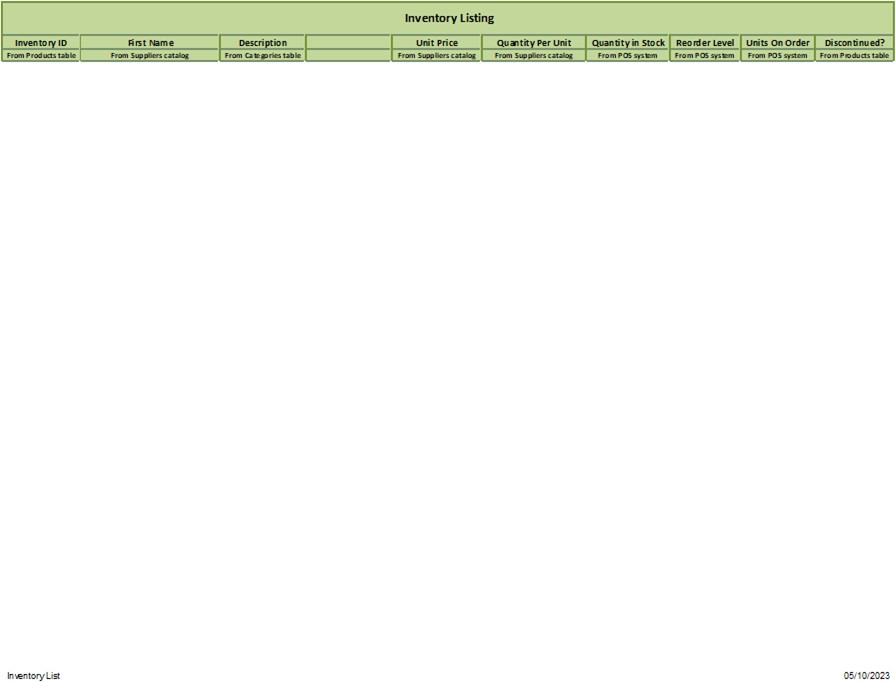 Inventory Listing
Inventory ID First Name Description Unit Price Quantity Per Unit Quantity in Stock Reorder Level Units On Order Discontinued?
From Products table From Suppliers catalog From Categories table From Suppliers catalog From Suppliers catalog From POS system From POS system From POS system From Products table
Inventory List 05/10/2023